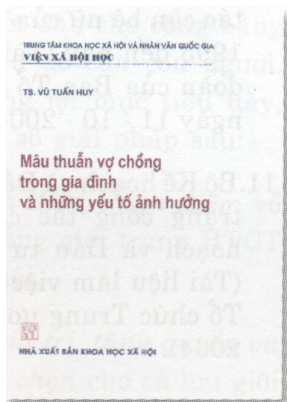 TRUNG TÂM KHOA HỌC XÃ HỘI VÀ NHÂN VĂN QUỐC GIA
VIỆN XÃ HỘI HỌC
TS. VŨ TUẤN HUY
Mâu thuẫn vợ chồng
trong gia đình
và những yếu tố ảnh hưởng
NHÀ XUẤT BẢN KHOA HỌC XÃ HỘI